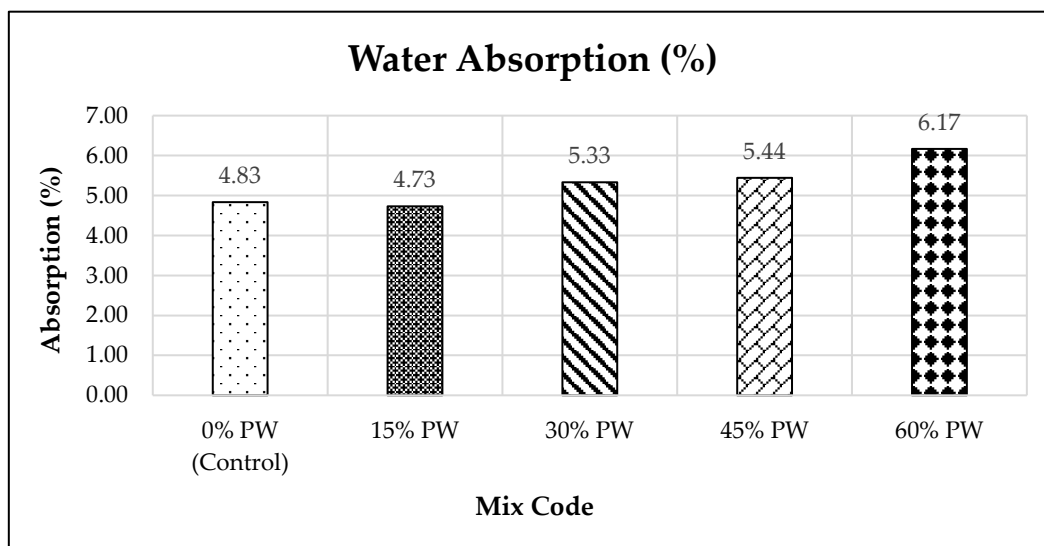 Water Absorption (%)
Absorption (%)
7.00
6.00
5.00
4.00
3.00
2.00
1.00
0.00
4.83
4.73
5.33
5.44
6.17
0% PW
(Control)
15% PW
30% PW
45% PW
60% PW
Mix Code